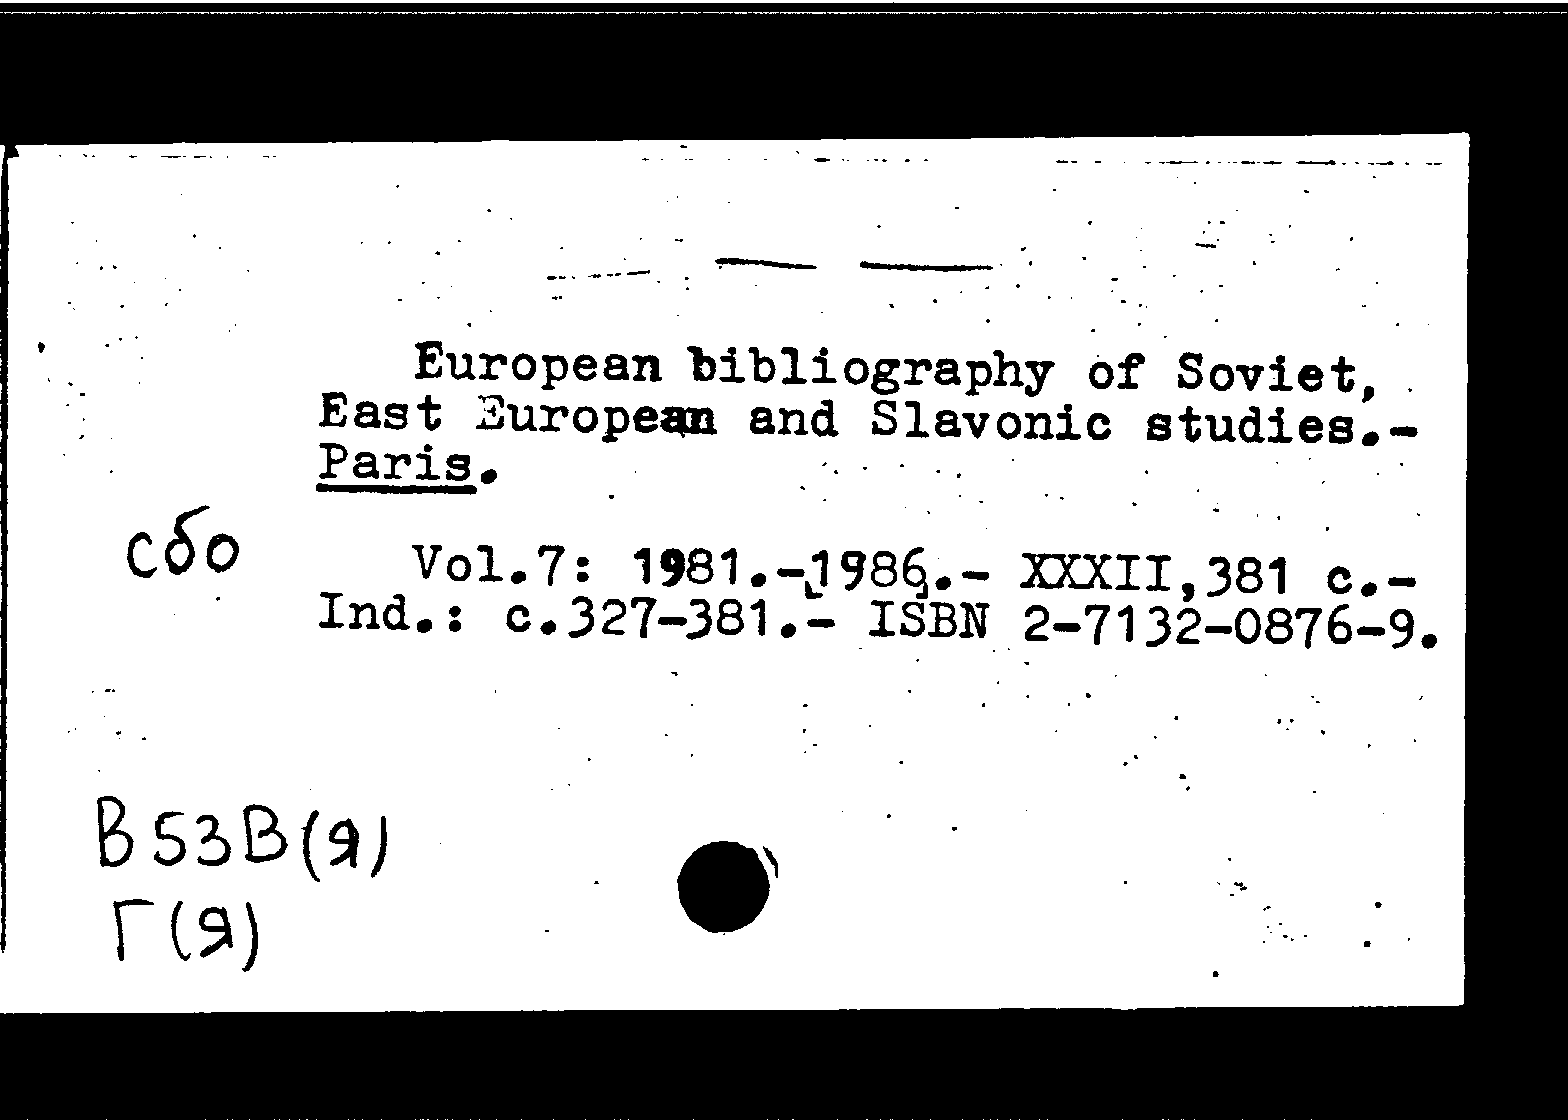 European bibliography of Soviet,
East European and Slavonic studies.-
Paris.
сбо
Vol.7: 1981.-1986.- XXXII,381 c.-
Ind.: c.327-381.- ISBN 2-7132-0876-9.
В53В(Я)
Г(Я)